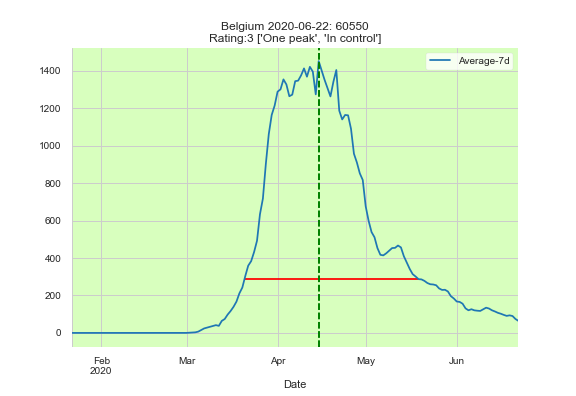 Belgium 2020-06-22: 60550
Rating:3 ['One peak', 'In control']
Average-7d
1400
1200
1000
800
600
400
200
0
Feb
2020
Mar
Apr
May
Jun
Date